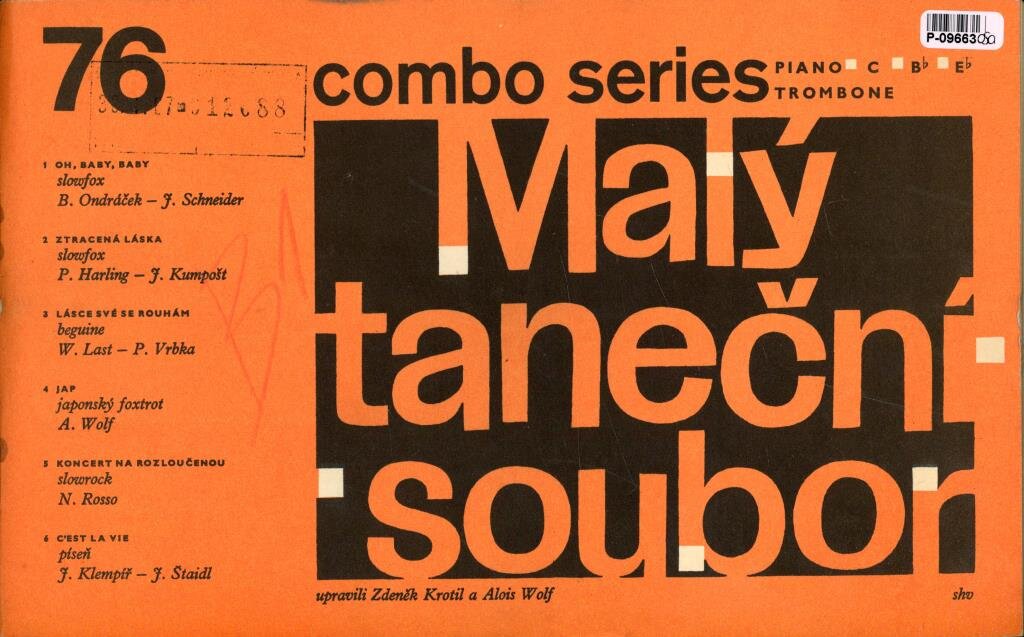 76
combo series
PIANO C B♭ E♭
TROMBONE
P-09663
012088
1 OH, BABY, BABY
slowfox
B. Ondráček – J. Schneider
2 ZTRACENÁ LÁSKA
slowfox
P. Harling – J. Kumpošt
3 LÁSCE SVÉ SE ROUHÁM
beguine
W. Last – P. Vrbka
4 JAP
japonský foxtrot
A. Wolf
5 KONCERT NA ROZLOUČENOU
slowrock
N. Rosso
6 C'EST LA VIE
píseň
J. Klempíř – J. Štaidl
Malý
taneční
soubor
upravili Zdeněk Krotil a Alois Wolf
shv